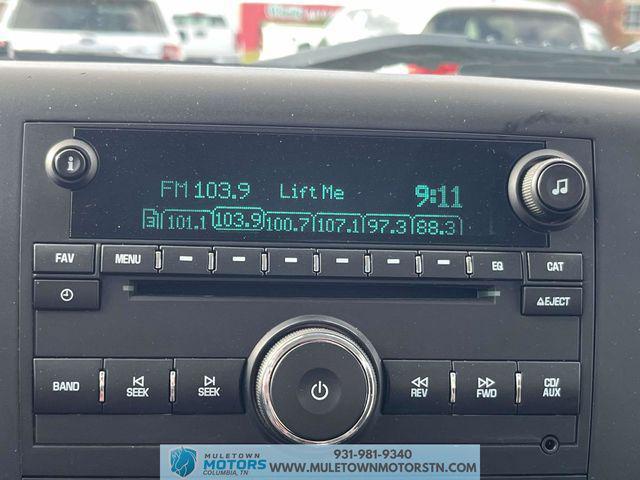 FM 103.9 Lift Me 9:11
3 101.1 103.9 100.7 107.1 97.3 88.3
FAV MENU EQ CAT
EJECT
BAND SEEK SEEK REV FWD CD/AUX
MULETOWN MOTORS COLUMBIA, TN
931-981-9340
WWW.MULETOWNMOTORSTN.COM